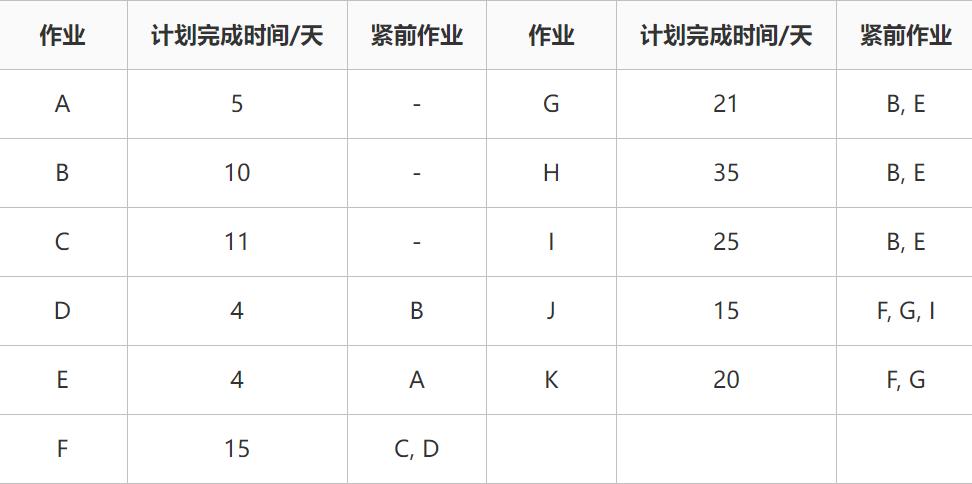 作业 计划完成时间/天 紧前作业 作业 计划完成时间/天 紧前作业
A 5 - G 21 B, E
B 10 - H 35 B, E
C 11 - I 25 B, E
D 4 B J 15 F, G, I
E 4 A K 20 F, G
F 15 C, D